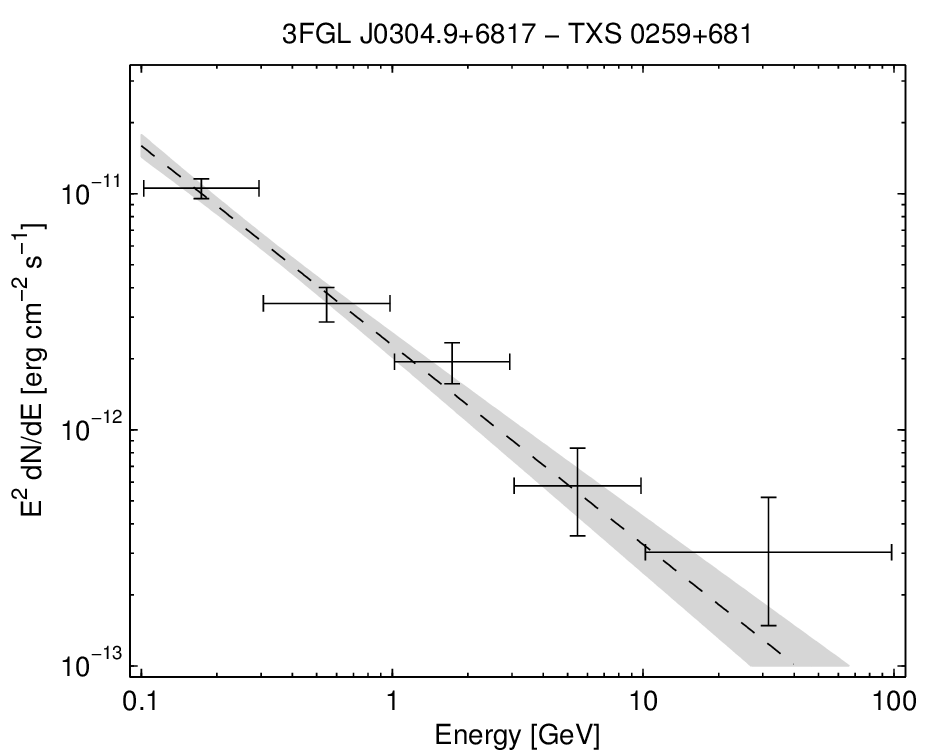 3FGL J0304.9+6817 − TXS 0259+681
10⁻¹¹
10⁻¹²
10⁻¹³
E² dN/dE [erg cm⁻² s⁻¹]
0.1 1 10 100
Energy [GeV]